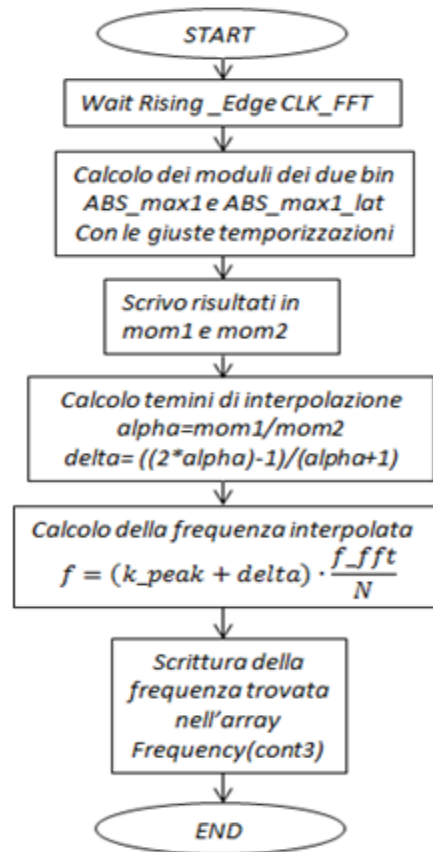 START
Wait Rising _Edge CLK_FFT
Calcolo dei moduli dei due bin
ABS_max1 e ABS_max1_lat
Con le giuste temporizzazioni
Scrivo risultati in
mom1 e mom2
Calcolo temini di interpolazione
alpha=mom1/mom2
delta= ((2*alpha)-1)/(alpha+1)
Calcolo della frequenza interpolata
f = (k_peak + delta) · f_fft/N
Scrittura della
frequenza trovata
nell'array
Frequency(cont3)
END